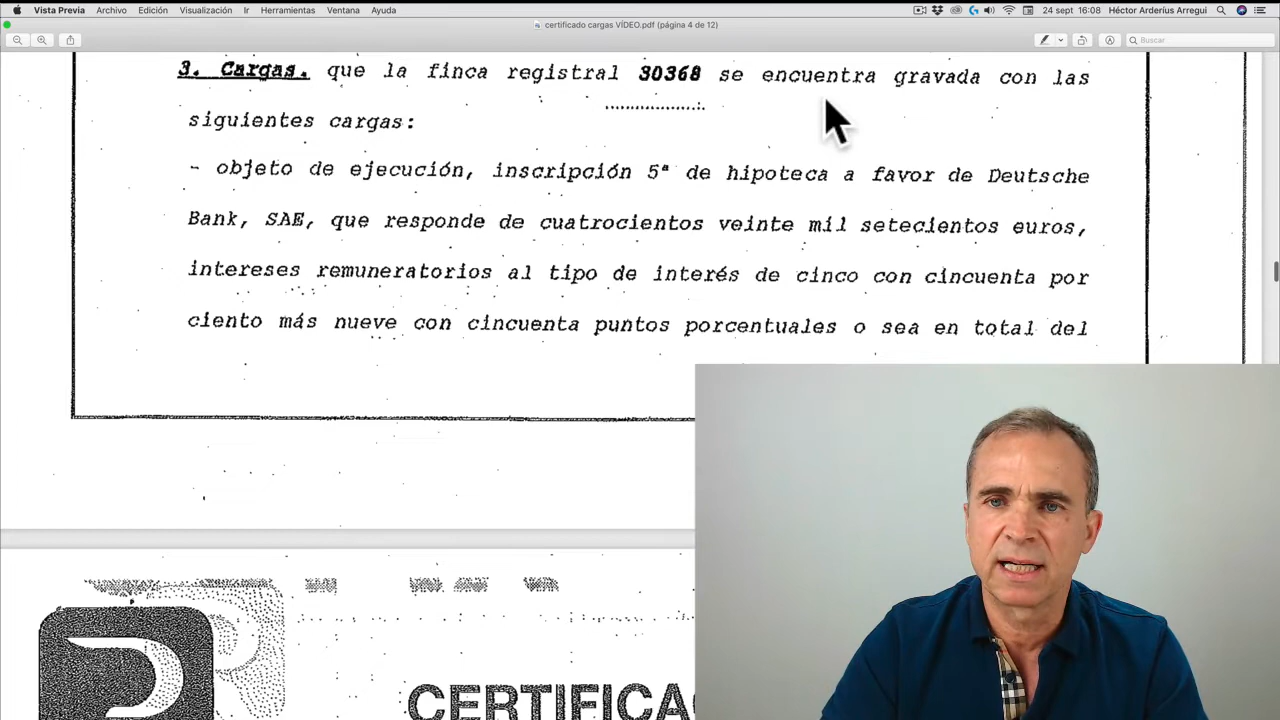 Vista Previa Archivo Edición Visualización Ir Herramientas Ventana Ayuda 24 sept 16:08 Héctor Arderíus Arregui
certificado cargas VÍDEO.pdf (página 4 de 12)
Buscar
3. Cargas. que la finca registral 30368 se encuentra gravada con las
siguientes cargas:
- objeto de ejecución, inscripción 5ª de hipoteca a favor de Deutsche
Bank, SAE, que responde de cuatrocientos veinte mil setecientos euros,
intereses remuneratorios al tipo de interés de cinco con cincuenta por
ciento más nueve con cincuenta puntos porcentuales o sea en total del
CERTIFICA